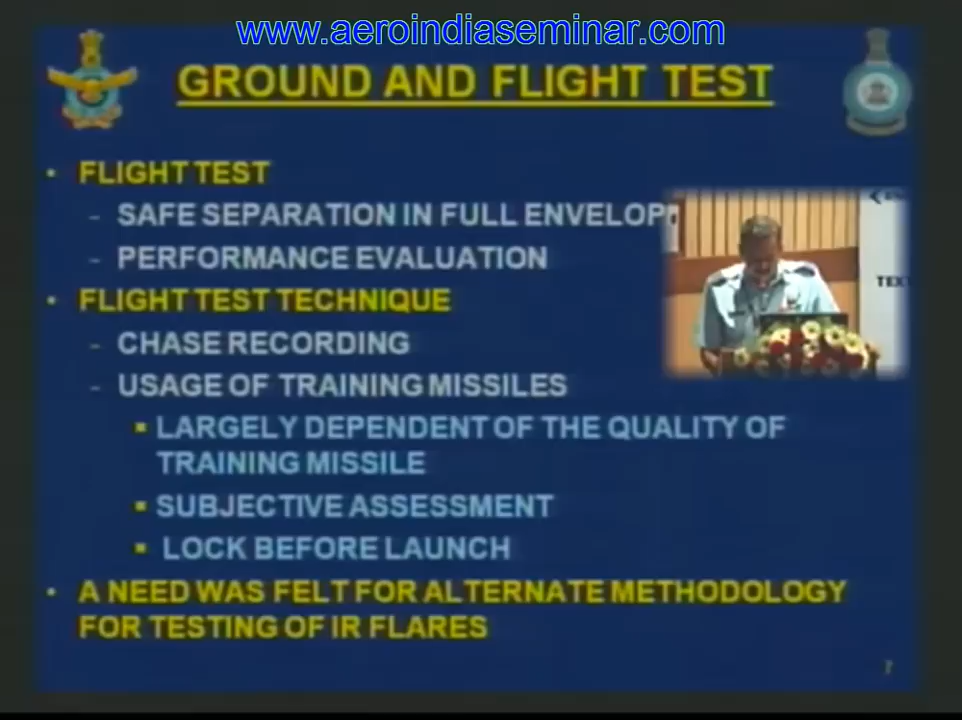 www.aeroindiaseminar.com
GROUND AND FLIGHT TEST
• FLIGHT TEST
- SAFE SEPARATION IN FULL ENVELOP
- PERFORMANCE EVALUATION
• FLIGHT TEST TECHNIQUE
- CHASE RECORDING
- USAGE OF TRAINING MISSILES
▪ LARGELY DEPENDENT OF THE QUALITY OF
TRAINING MISSILE
▪ SUBJECTIVE ASSESSMENT
▪ LOCK BEFORE LAUNCH
• A NEED WAS FELT FOR ALTERNATE METHODOLOGY
FOR TESTING OF IR FLARES
7